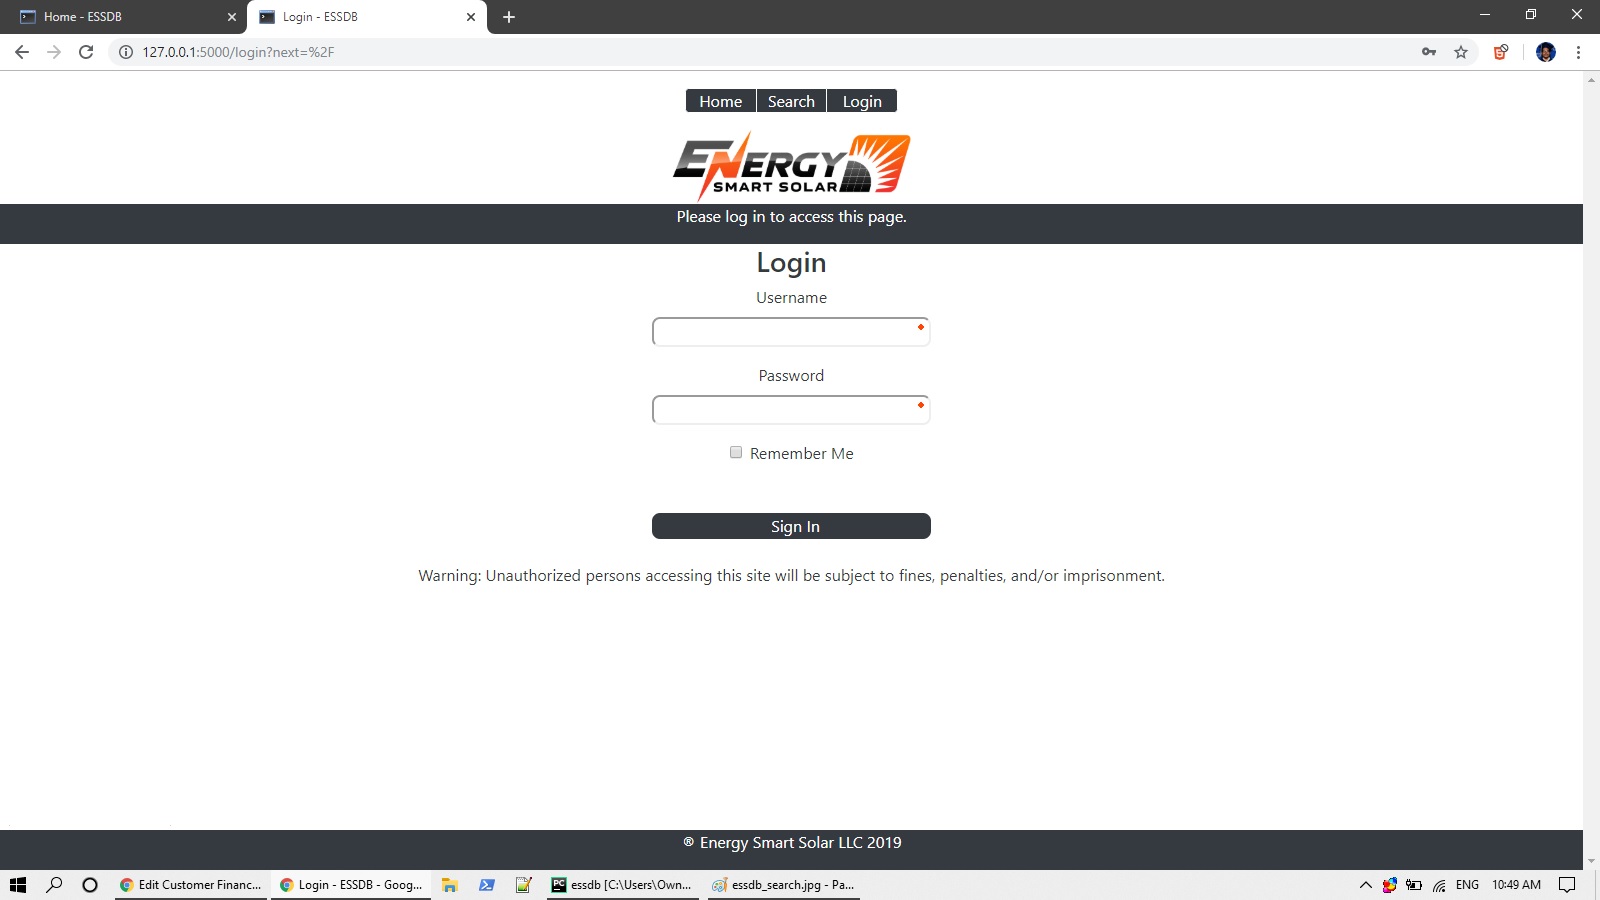 Home - ESSDB
Login - ESSDB
127.0.0.1:5000/login?next=%2F
Home Search Login
ENERGY
SMART SOLAR
Please log in to access this page.
Login
Username
Password
Remember Me
Sign In
Warning: Unauthorized persons accessing this site will be subject to fines, penalties, and/or imprisonment.
® Energy Smart Solar LLC 2019
Edit Customer Financ... Login - ESSDB - Goog... PC essdb [C:\Users\Own... essdb_search.jpg - Pa... ENG 10:49 AM